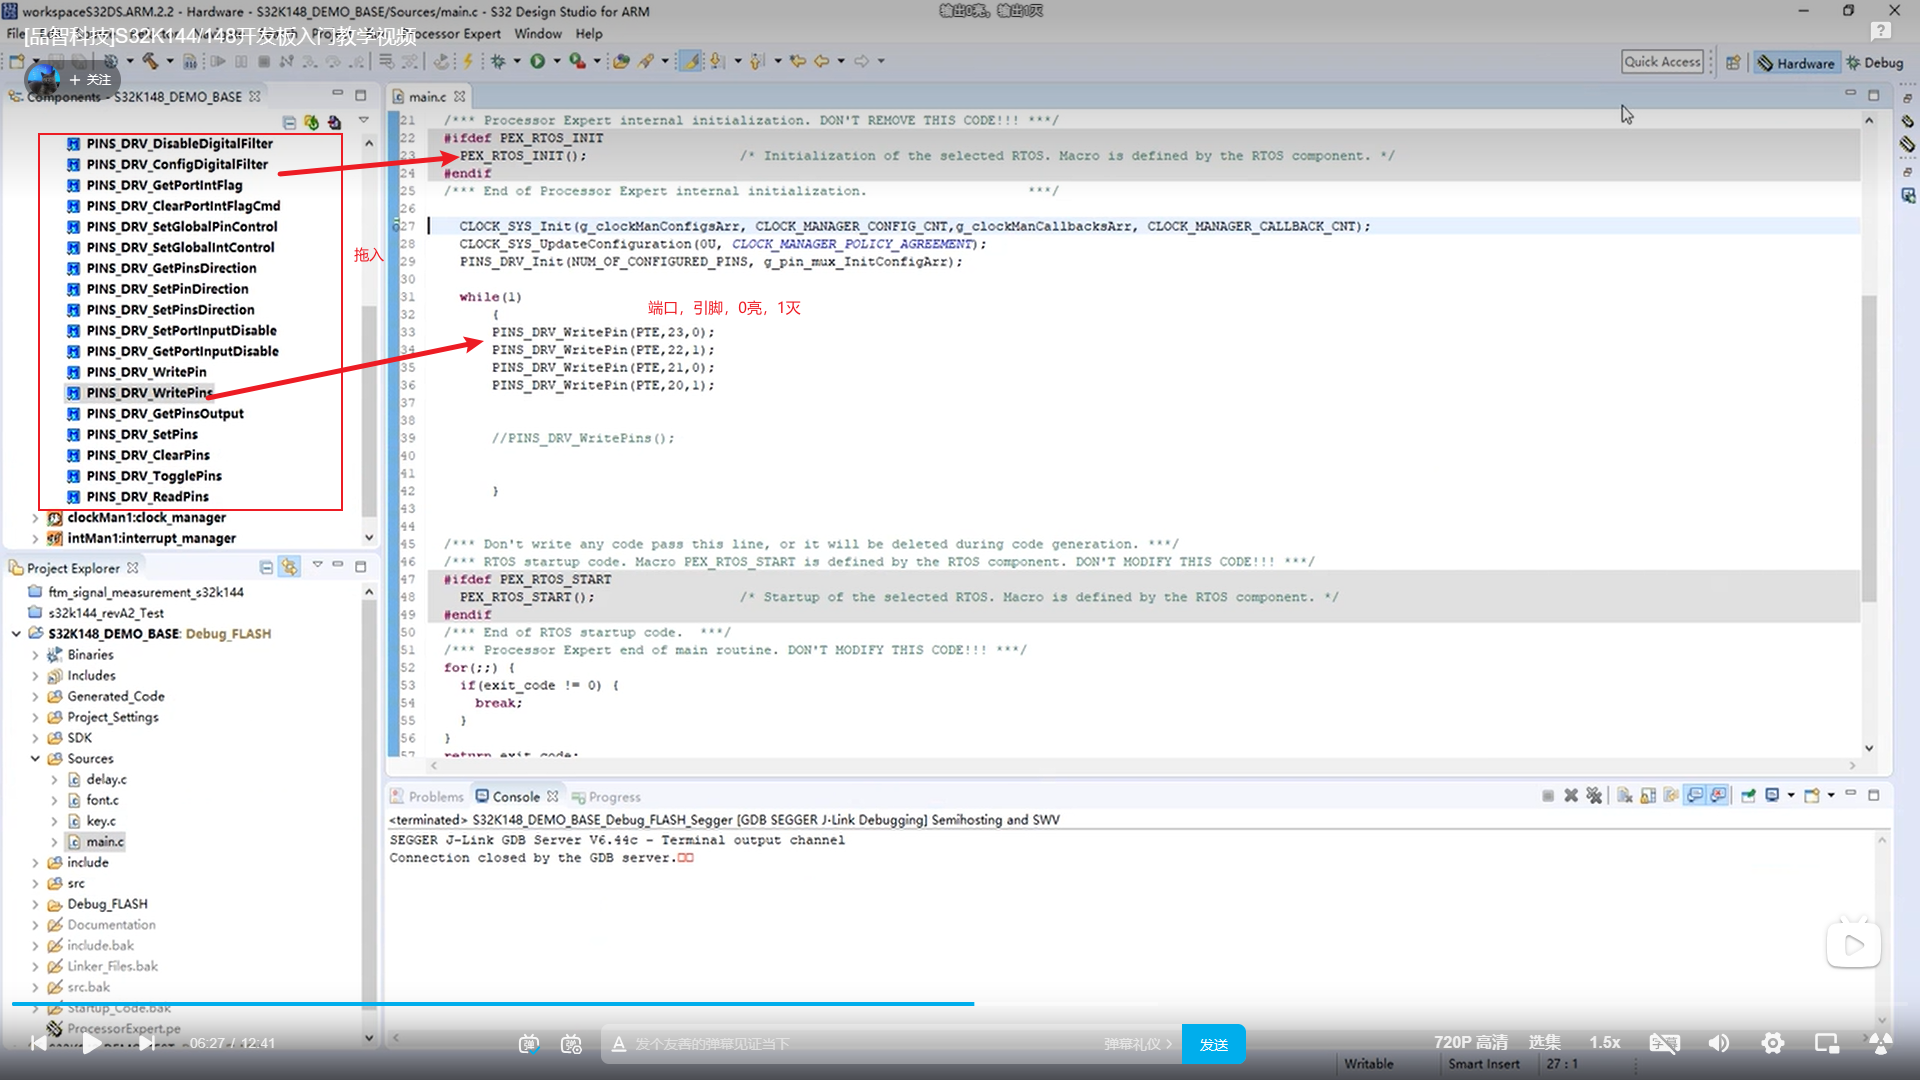 workspaceS32DS.ARM.2.2 - Hardware - S32K148_DEMO_BASE/Sources/main.c - S32 Design Studio for ARM
输出0亮，输出1灭
[品智科技]S32K144/148开发板入门教学视频
Window Help
+ 关注
Quick Access
Hardware
Debug
Components - S32K148_DEMO_BASE
PINS_DRV_DisableDigitalFilter
PINS_DRV_ConfigDigitalFilter
PINS_DRV_GetPortIntFlag
PINS_DRV_ClearPortIntFlagCmd
PINS_DRV_SetGlobalPinControl
PINS_DRV_SetGlobalIntControl
PINS_DRV_GetPinsDirection
PINS_DRV_SetPinDirection
PINS_DRV_SetPinsDirection
PINS_DRV_SetPortInputDisable
PINS_DRV_GetPortInputDisable
PINS_DRV_WritePin
PINS_DRV_WritePins
PINS_DRV_GetPinsOutput
PINS_DRV_SetPins
PINS_DRV_ClearPins
PINS_DRV_TogglePins
PINS_DRV_ReadPins
clockMan1:clock_manager
intMan1:interrupt_manager
拖入
main.c
21 /*** Processor Expert internal initialization. DON'T REMOVE THIS CODE!!! ***/
22 #ifdef PEX_RTOS_INIT
23 PEX_RTOS_INIT(); /* Initialization of the selected RTOS. Macro is defined by the RTOS component. */
24 #endif
25 /*** End of Processor Expert internal initialization. ***/
26
27 CLOCK_SYS_Init(g_clockManConfigsArr, CLOCK_MANAGER_CONFIG_CNT,g_clockManCallbacksArr, CLOCK_MANAGER_CALLBACK_CNT);
28 CLOCK_SYS_UpdateConfiguration(0U, CLOCK_MANAGER_POLICY_AGREEMENT);
29 PINS_DRV_Init(NUM_OF_CONFIGURED_PINS, g_pin_mux_InitConfigArr);
30
31 while(1)
端口，引脚，0亮，1灭
32 {
33 PINS_DRV_WritePin(PTE,23,0);
34 PINS_DRV_WritePin(PTE,22,1);
35 PINS_DRV_WritePin(PTE,21,0);
36 PINS_DRV_WritePin(PTE,20,1);
37
38
39 //PINS_DRV_WritePins();
40
41
42 }
43
44
45 /*** Don't write any code pass this line, or it will be deleted during code generation. ***/
46 /*** RTOS startup code. Macro PEX_RTOS_START is defined by the RTOS component. DON'T MODIFY THIS CODE!!! ***/
47 #ifdef PEX_RTOS_START
48 PEX_RTOS_START(); /* Startup of the selected RTOS. Macro is defined by the RTOS component. */
49 #endif
50 /*** End of RTOS startup code. ***/
51 /*** Processor Expert end of main routine. DON'T MODIFY THIS CODE!!! ***/
52 for(;;) {
53 if(exit_code != 0) {
54 break;
55 }
56 }
57 return exit_code;
Project Explorer
ftm_signal_measurement_s32k144
s32k144_revA2_Test
S32K148_DEMO_BASE: Debug_FLASH
Binaries
Includes
Generated_Code
Project_Settings
SDK
Sources
delay.c
font.c
key.c
main.c
include
src
Debug_FLASH
Documentation
include.bak
Linker_Files.bak
src.bak
Startup_Code.bak
ProcessorExpert.pe
Problems
Console
Progress
<terminated> S32K148_DEMO_BASE_Debug_FLASH_Segger [GDB SEGGER J-Link Debugging] Semihosting and SWV
SEGGER J-Link GDB Server V6.44c - Terminal output channel
Connection closed by the GDB server.
06:27 / 12:41
发个友善的弹幕见证当下
弹幕礼仪 >
发送
720P 高清
选集
1.5x
Writable
Smart Insert
27 : 1